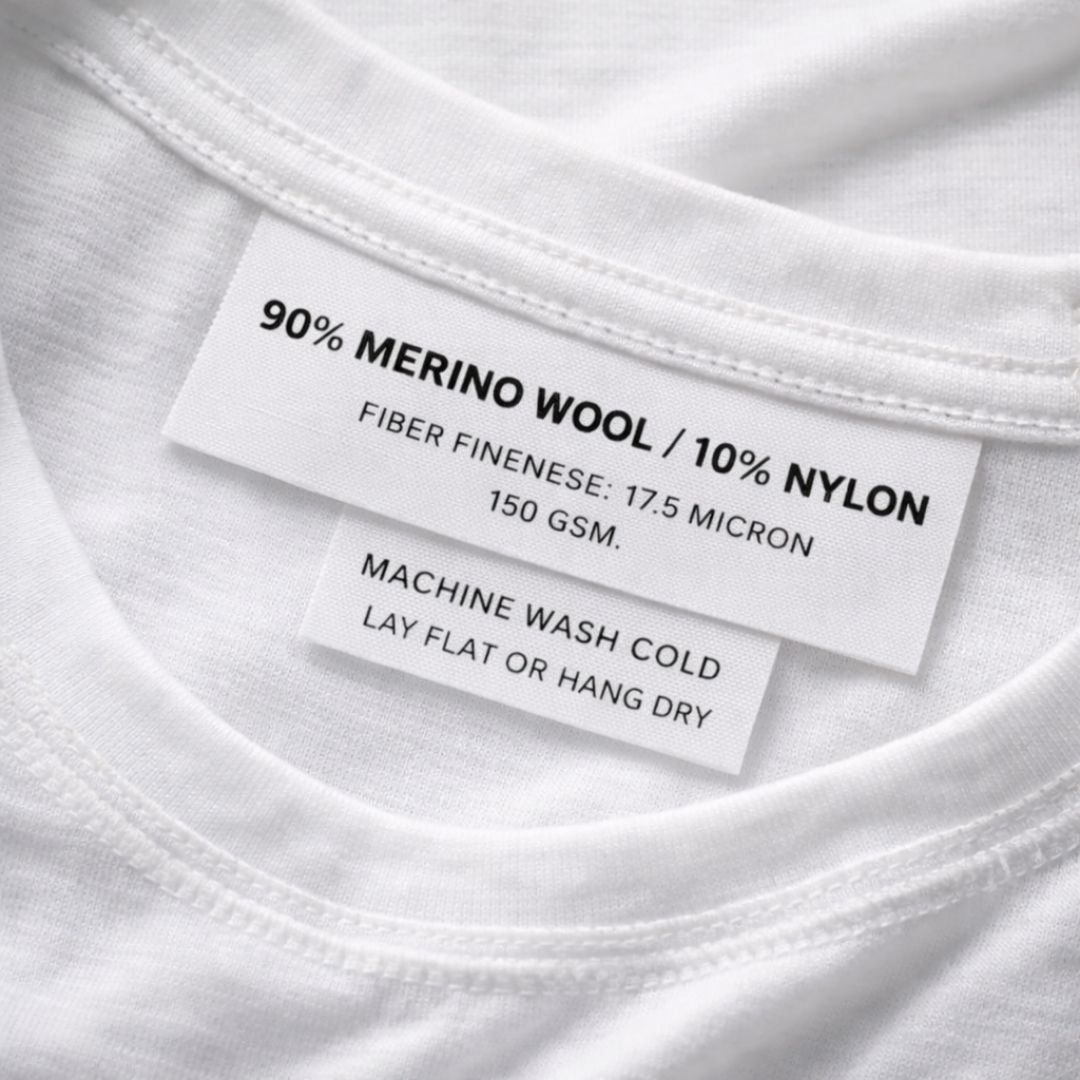 90% MERINO WOOL / 10% NYLON
FIBER FINENESE: 17.5 MICRON
150 GSM.
MACHINE WASH COLD
LAY FLAT OR HANG DRY